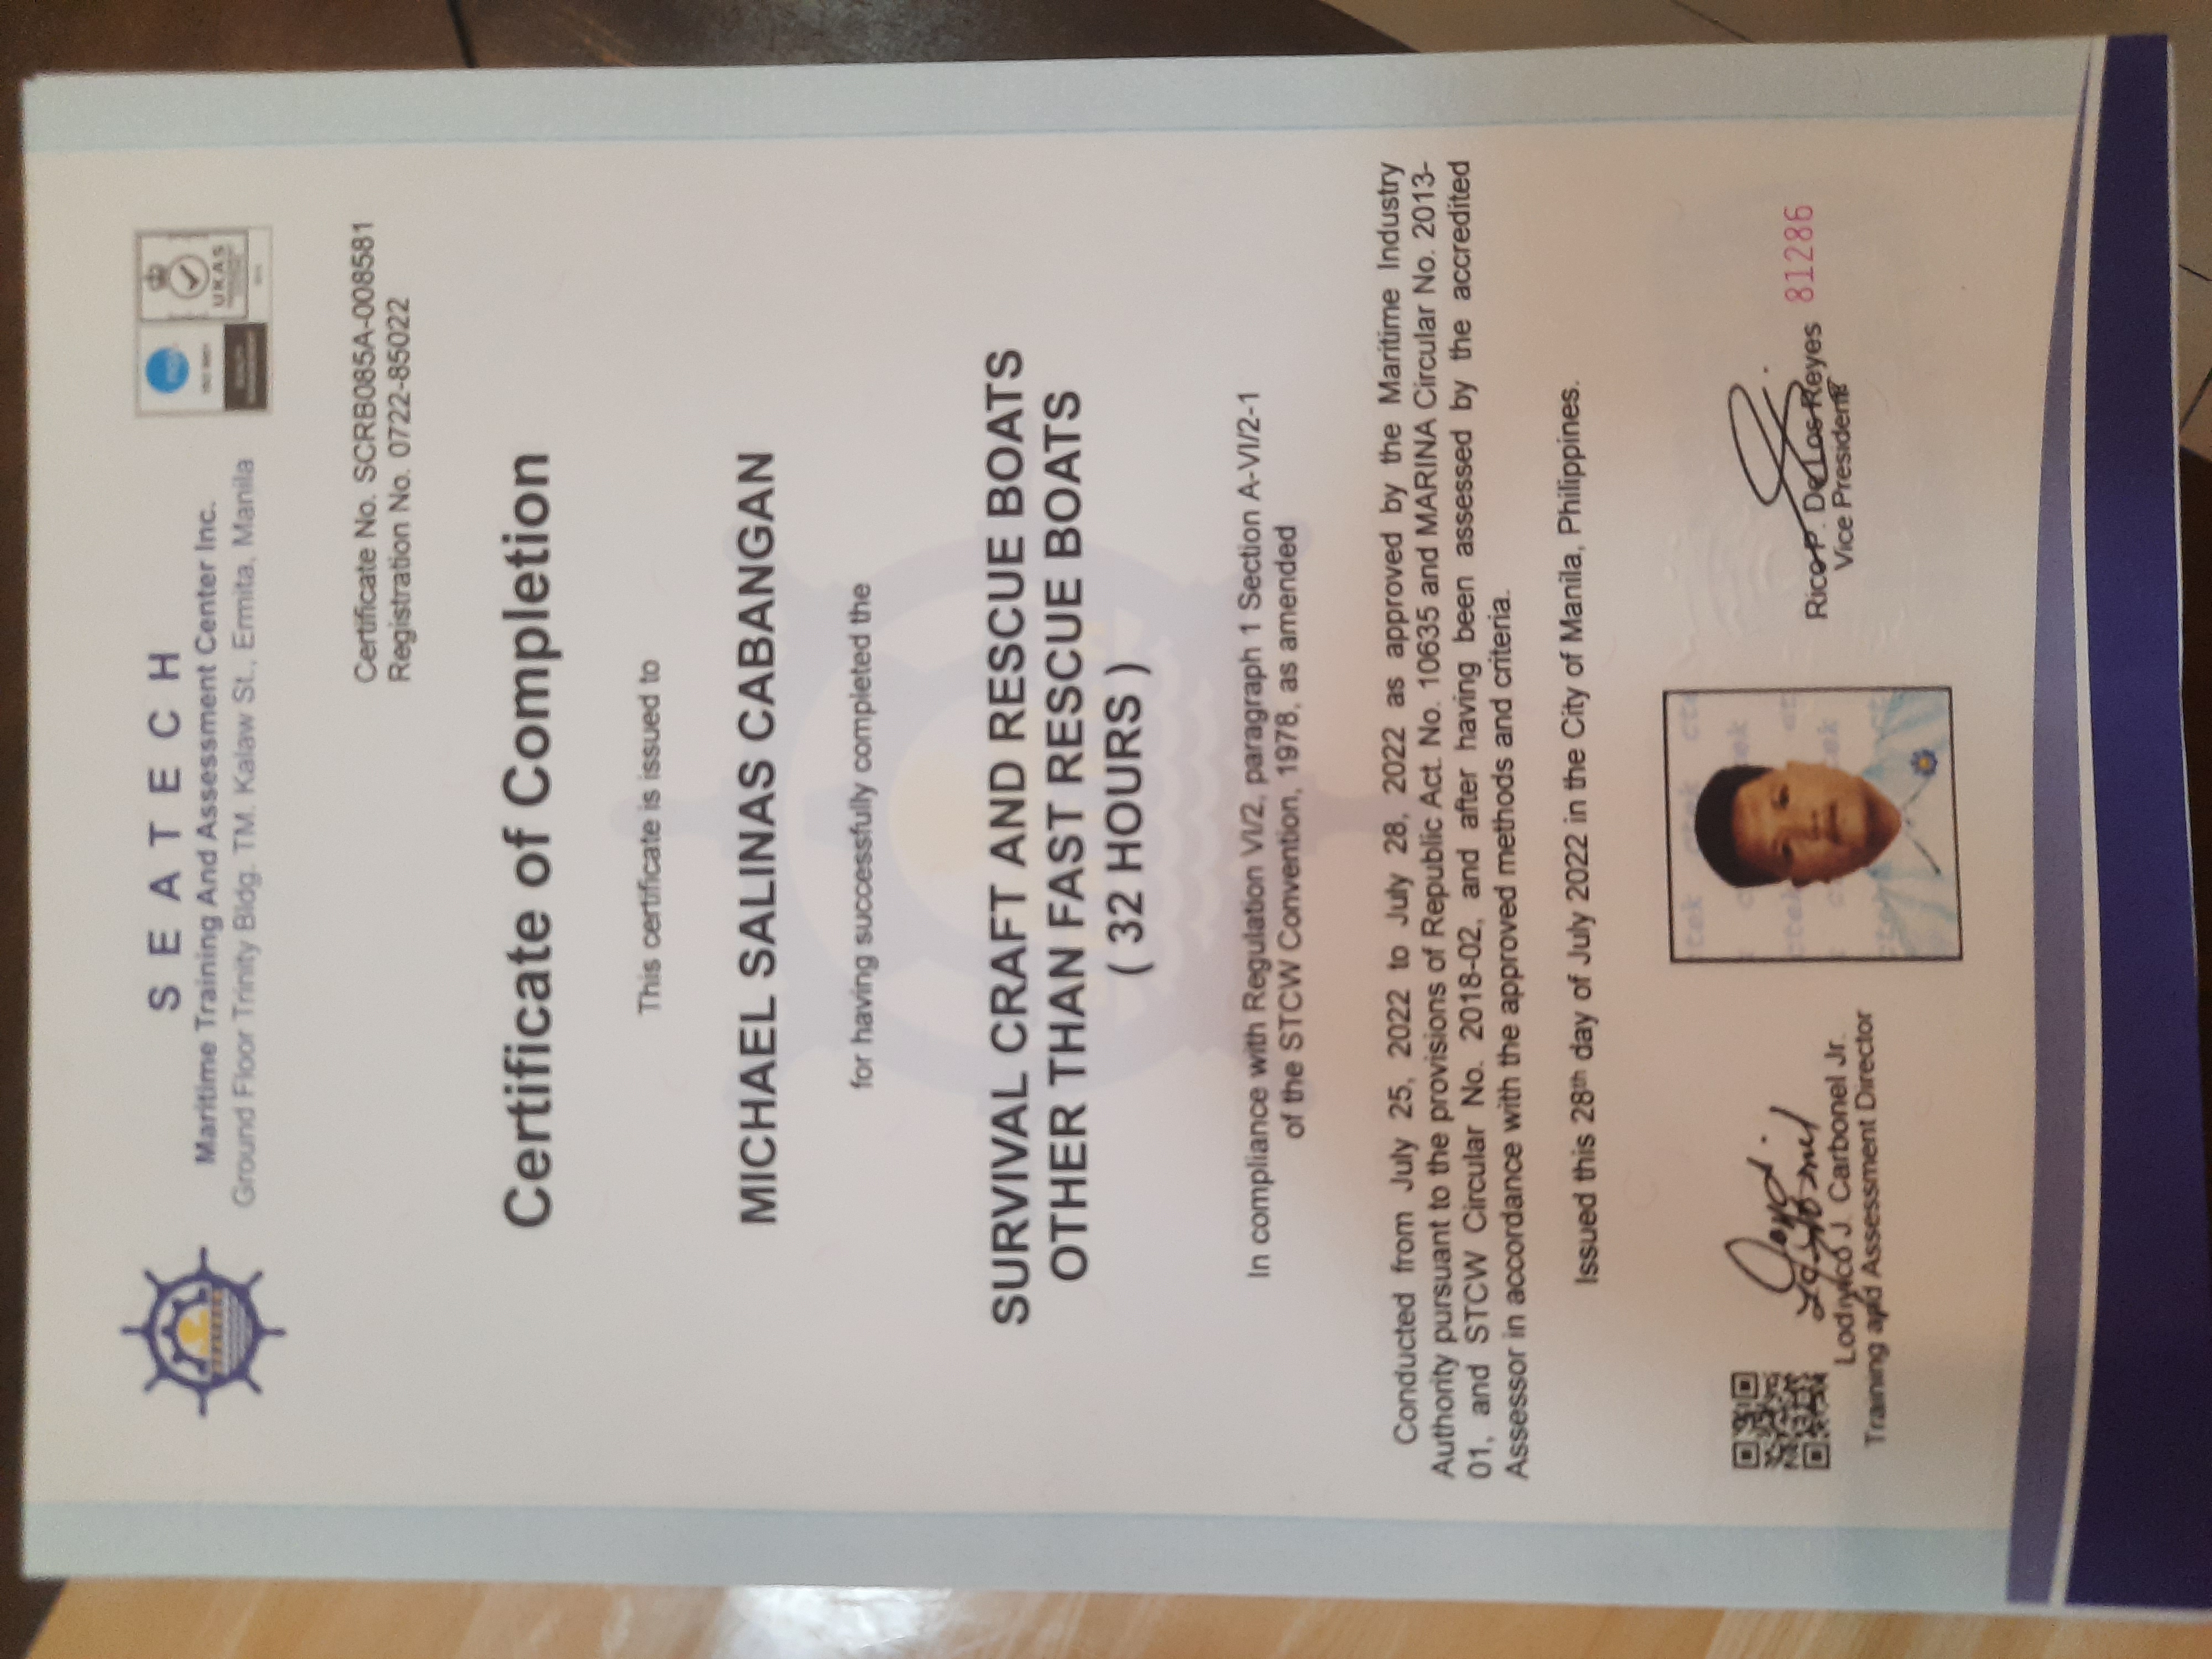 S E A T E C H
Maritime Training And Assessment Center Inc.
Ground Floor Trinity Bldg. TM. Kalaw St., Ermita, Manila
UKAS
Certificate No. SCRB085A-008581
Registration No. 0722-85022
Certificate of Completion
This certificate is issued to
MICHAEL SALINAS CABANGAN
for having successfully completed the
SURVIVAL CRAFT AND RESCUE BOATS
OTHER THAN FAST RESCUE BOATS
( 32 HOURS )
In compliance with Regulation VI/2, paragraph 1 Section A-VI/2-1
of the STCW Convention, 1978, as amended
Conducted from July 25, 2022 to July 28, 2022 as approved by the Maritime Industry
Authority pursuant to the provisions of Republic Act. No. 10635 and MARINA Circular No. 2013-
01, and STCW Circular No. 2018-02, and after having been assessed by the accredited
Assessor in accordance with the approved methods and criteria.
Issued this 28th day of July 2022 in the City of Manila, Philippines.
Lodnyco J. Carbonel Jr.
Training and Assessment Director
Rico P. De Los Reyes
Vice President
81286